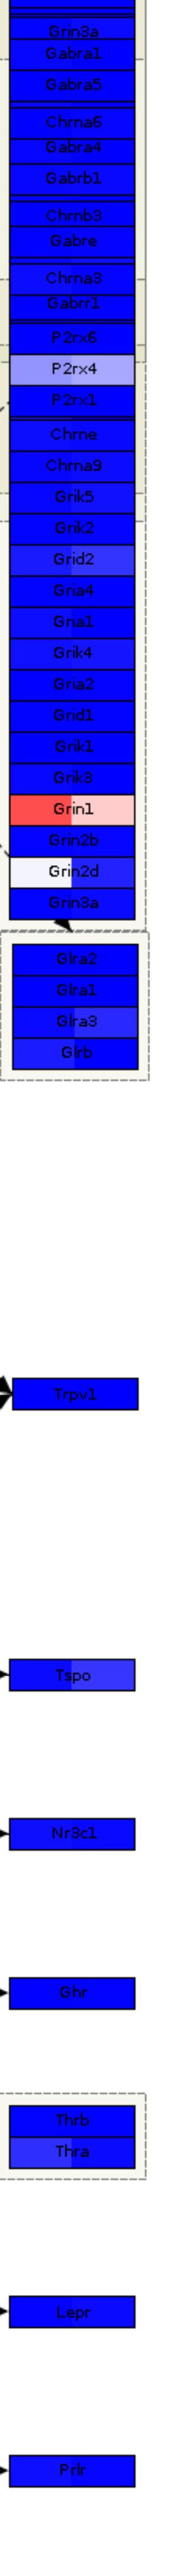 Grin3a
Gabra1
Gabra5
Chrna6
Gabra4
Gabrb1
Chrnb3
Gabre
Chrna3
Gabrr1
P2rx6
P2rx4
P2rx1
Chrne
Chrna9
Grik5
Grik2
Grid2
Gria4
Gria1
Grik4
Gria2
Grid1
Grik1
Grik3
Grin1
Grin2b
Grin2d
Grin3a
Glra2
Glra1
Glra3
Glrb
Trpv1
Tspo
Nr3c1
Ghr
Thrb
Thra
Lepr
Prlr